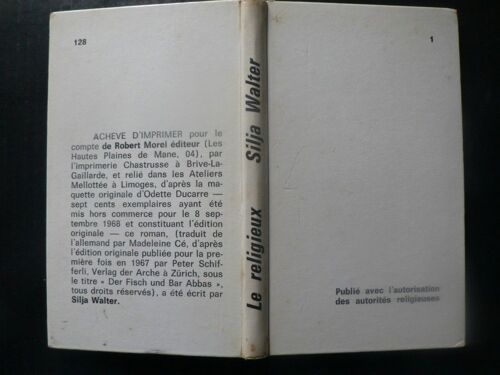 128
ACHEVE D'IMPRIMER pour le
compte de Robert Morel éditeur (Les
Hautes Plaines de Mane, 04), par
l'imprimerie Chastrusse à Brive-La-
Gaillarde, et relié dans les Ateliers
Mellottée à Limoges, d'après la ma-
quette originale d'Odette Ducarre —
sept cents exemplaires ayant été
mis hors commerce pour le 8 sep-
tembre 1968 et constituant l'édition
originale — ce roman, (traduit de
l'allemand par Madeleine Cé, d'après
l'édition originale publiée pour la pre-
mière fois en 1967 par Peter Schif-
ferli, Verlag der Arche à Zürich, sous
le titre « Der Fisch und Bar Abbas »,
tous droits réservés), a été écrit par
Silja Walter.
Le religieux Silja Walter
1
Publié avec l'autorisation
des autorités religieuses